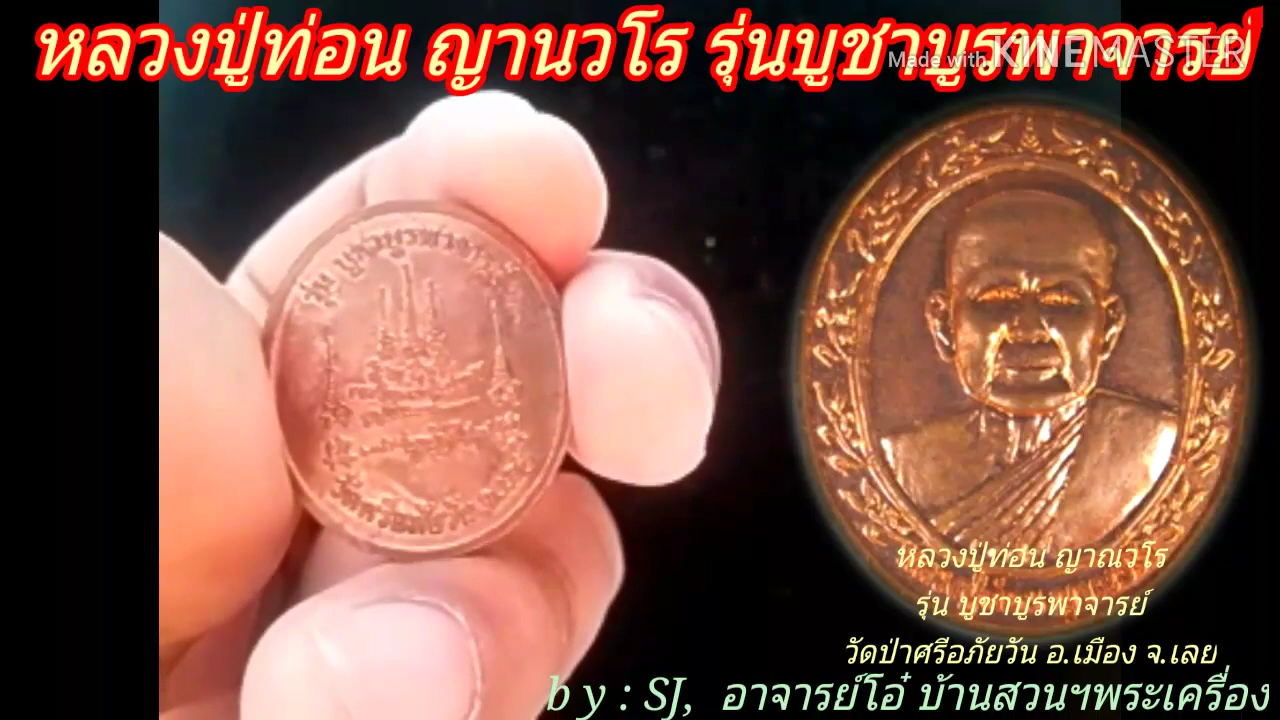 หลวงปู่ท่อน ญานวโร รุ่นบูชาบูรพาจารย์
Made with KINEMASTER
รุ่น บูชาบูรพาจารย์
หลวงปู่ท่อน ญาณวโร
รุ่น บูชาบูรพาจารย์
วัดป่าศรีอภัยวัน อ.เมือง จ.เลย
b y : SJ, อาจารย์โอ๋ บ้านสวนฯพระเครื่อง